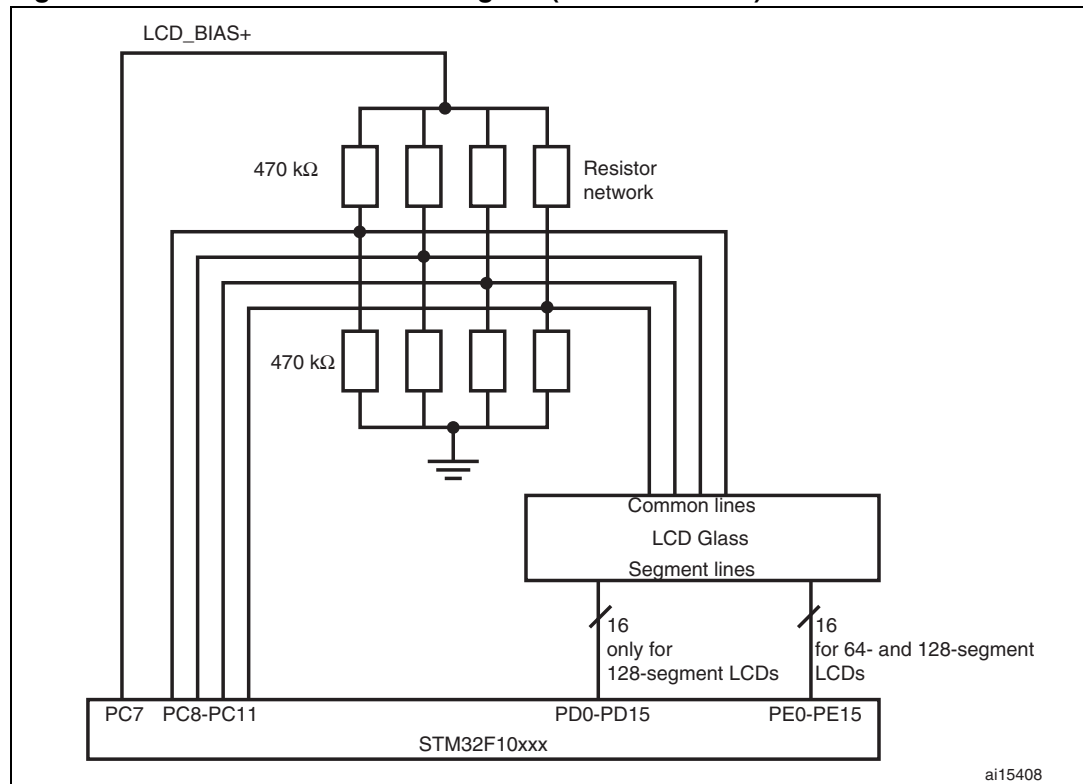 LCD_BIAS+
470 kΩ
Resistor
network
470 kΩ
Common lines
LCD Glass
Segment lines
16
only for
128-segment LCDs
16
for 64- and 128-segment
LCDs
PC7 PC8-PC11 PD0-PD15 PE0-PE15
STM32F10xxx
ai15408